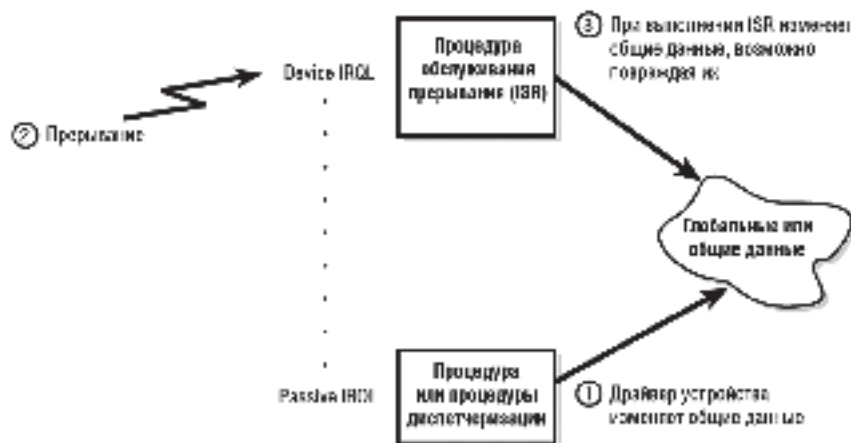 Процедура
обслуживания
прерывания (ISR)
Device IRQL
② Прерывание
③ При выполнении ISR изменяет
общие данные, возможно
повреждая их
Глобальные или
общие данные
Процедура
или процедуры
диспетчеризации
Passive IRQL
① Драйвер устройства
изменяет общие данные